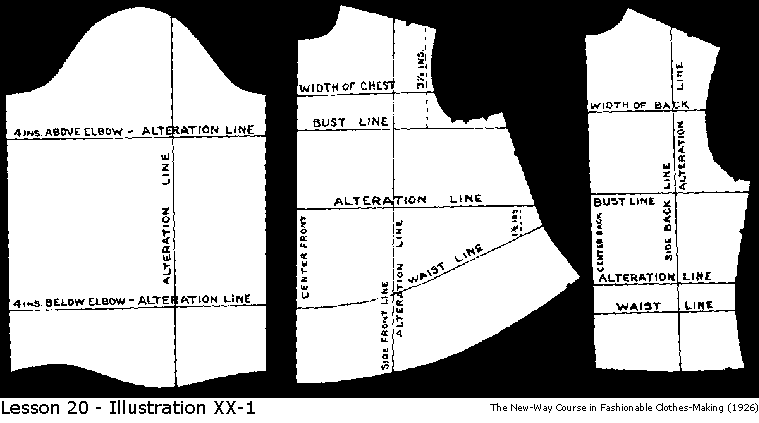 4 INS. ABOVE ELBOW - ALTERATION LINE
ALTERATION LINE
4 INS. BELOW ELBOW - ALTERATION LINE
WIDTH OF CHEST
3½ INS.
BUST LINE
ALTERATION LINE
CENTER FRONT
1½ INS
WAIST LINE
SIDE FRONT LINE
ALTERATION LINE
WIDTH OF BACK
ALTERATION LINE
BUST LINE
CENTER BACK
SIDE BACK LINE
ALTERATION LINE
WAIST LINE
Lesson 20 - Illustration XX-1
The New-Way Course in Fashionable Clothes-Making (1926)